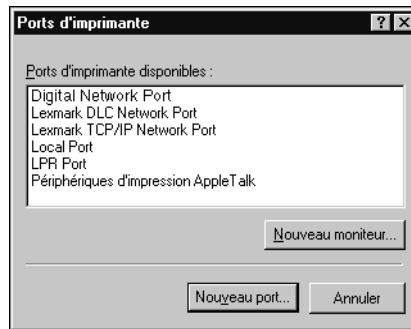 Ports d'imprimante
Ports d'imprimante disponibles :
Digital Network Port
Lexmark DLC Network Port
Lexmark TCP/IP Network Port
Local Port
LPR Port
Périphériques d'impression AppleTalk
Nouveau moniteur...
Nouveau port...
Annuler